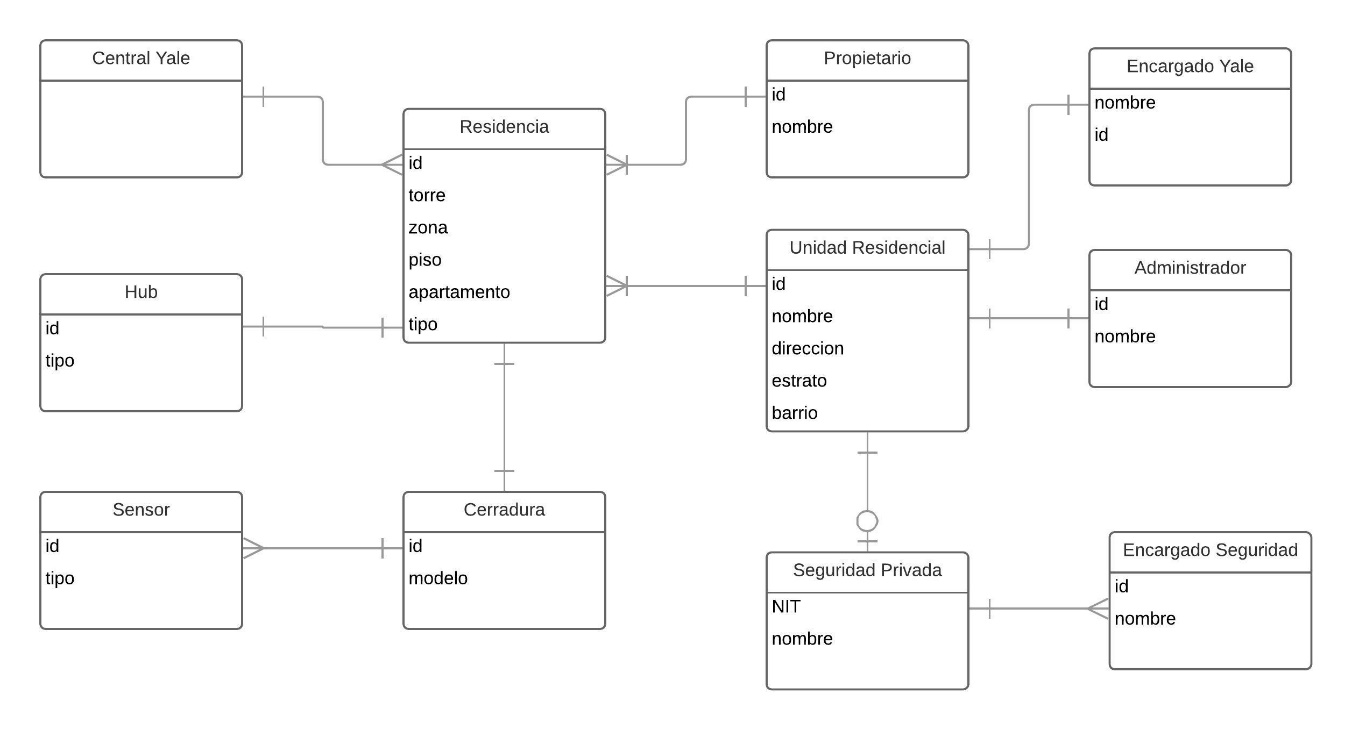 Central Yale
Residencia
id
torre
zona
piso
apartamento
tipo
Propietario
id
nombre
Encargado Yale
nombre
id
Hub
id
tipo
Unidad Residencial
id
nombre
direccion
estrato
barrio
Administrador
id
nombre
Sensor
id
tipo
Cerradura
id
modelo
Seguridad Privada
NIT
nombre
Encargado Seguridad
id
nombre